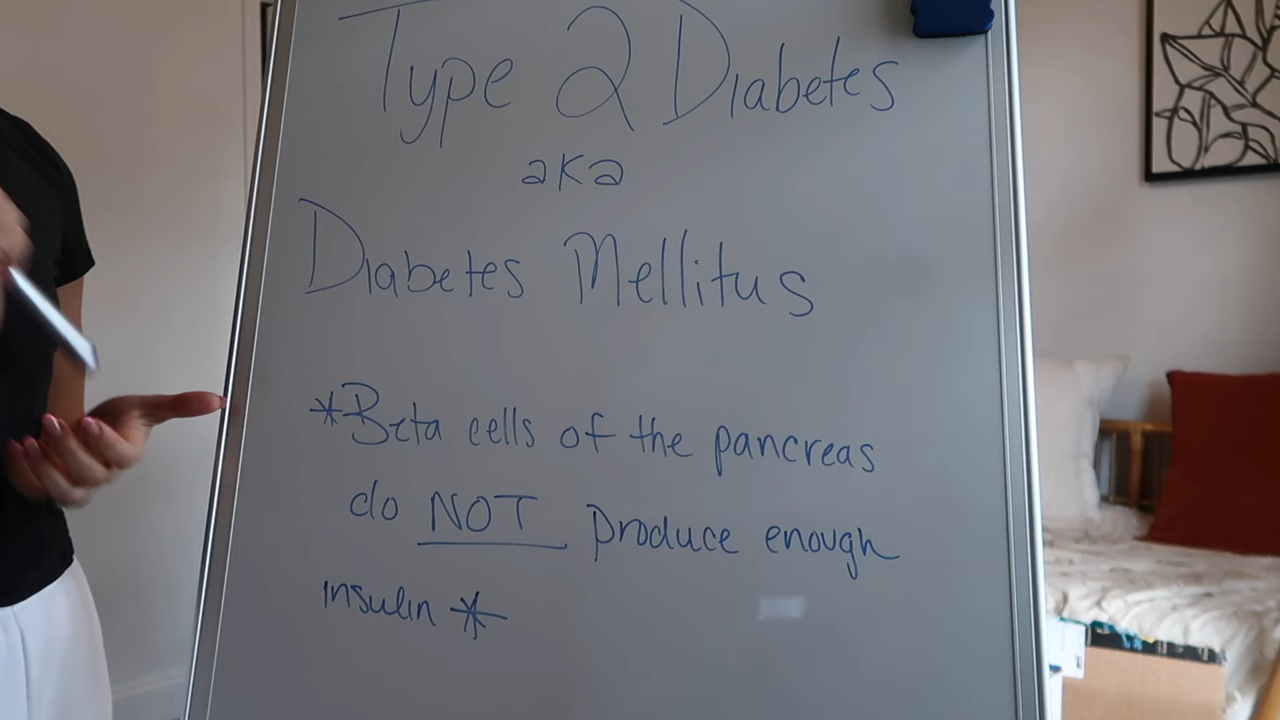 Type 2 Diabetes
aka
Diabetes Mellitus
*Beta cells of the pancreas
do NOT produce enough
insulin *